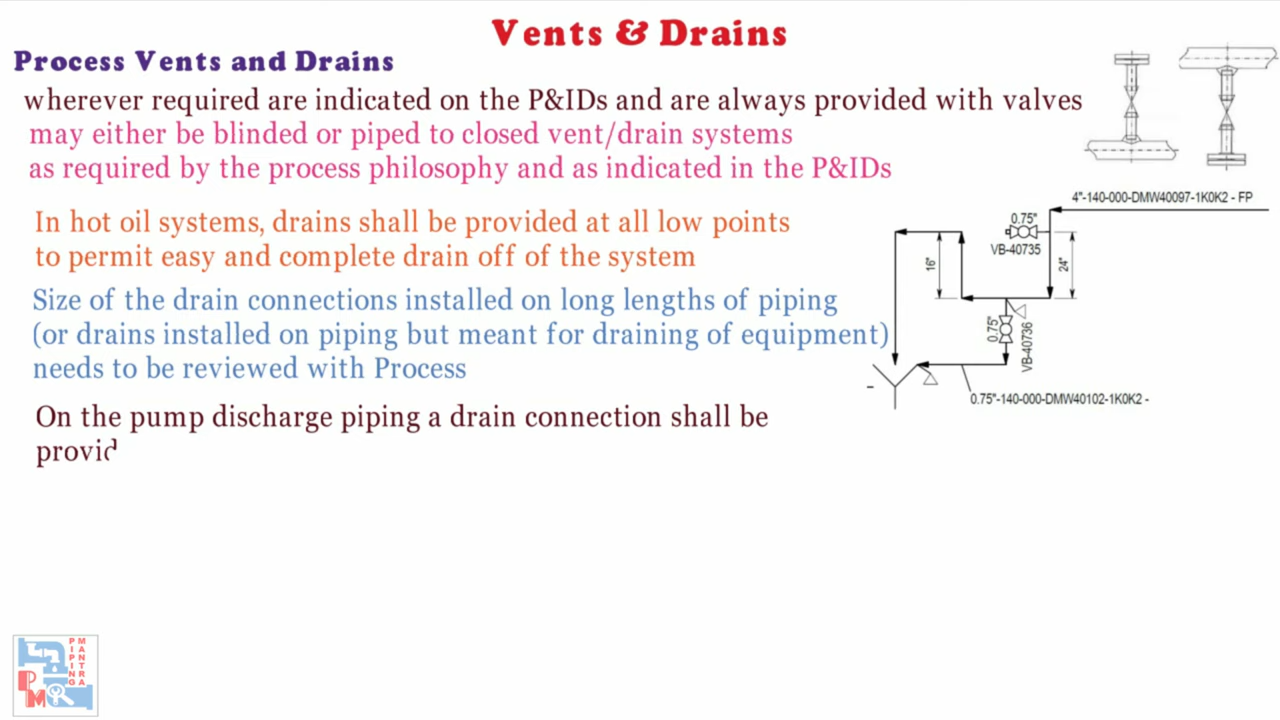 Vents & Drains
Process Vents and Drains
wherever required are indicated on the P&IDs and are always provided with valves
may either be blinded or piped to closed vent/drain systems
as required by the process philosophy and as indicated in the P&IDs
4"-140-000-DMW40097-1K0K2 - FP
0.75"
VB-40735
16"
24"
In hot oil systems, drains shall be provided at all low points
to permit easy and complete drain off of the system
Size of the drain connections installed on long lengths of piping
(or drains installed on piping but meant for draining of equipment)
needs to be reviewed with Process
0.75"
VB-40736
0.75"-140-000-DMW40102-1K0K2 -
On the pump discharge piping a drain connection shall be
provid
PIPING
MANTRA
PM